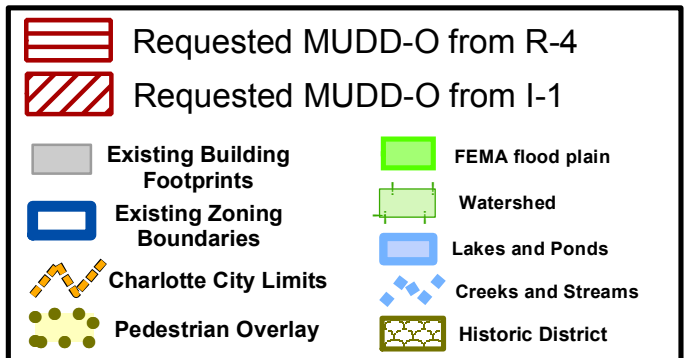 Requested MUDD-O from R-4
Requested MUDD-O from I-1
Existing Building
Footprints
Existing Zoning
Boundaries
Charlotte City Limits
Pedestrian Overlay
FEMA flood plain
Watershed
Lakes and Ponds
Creeks and Streams
Historic District